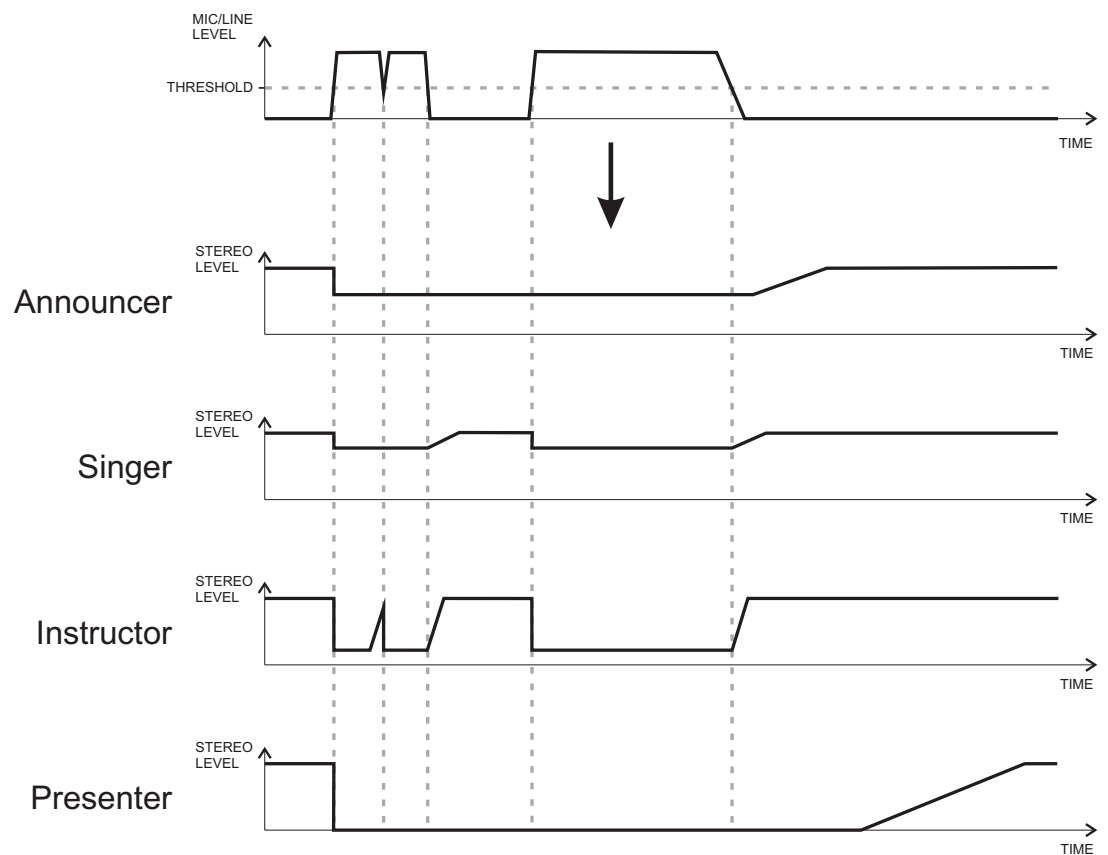 MIC/LINE
LEVEL
THRESHOLD
TIME
STEREO
LEVEL
Announcer
TIME
STEREO
LEVEL
Singer
TIME
STEREO
LEVEL
Instructor
TIME
STEREO
LEVEL
Presenter
TIME